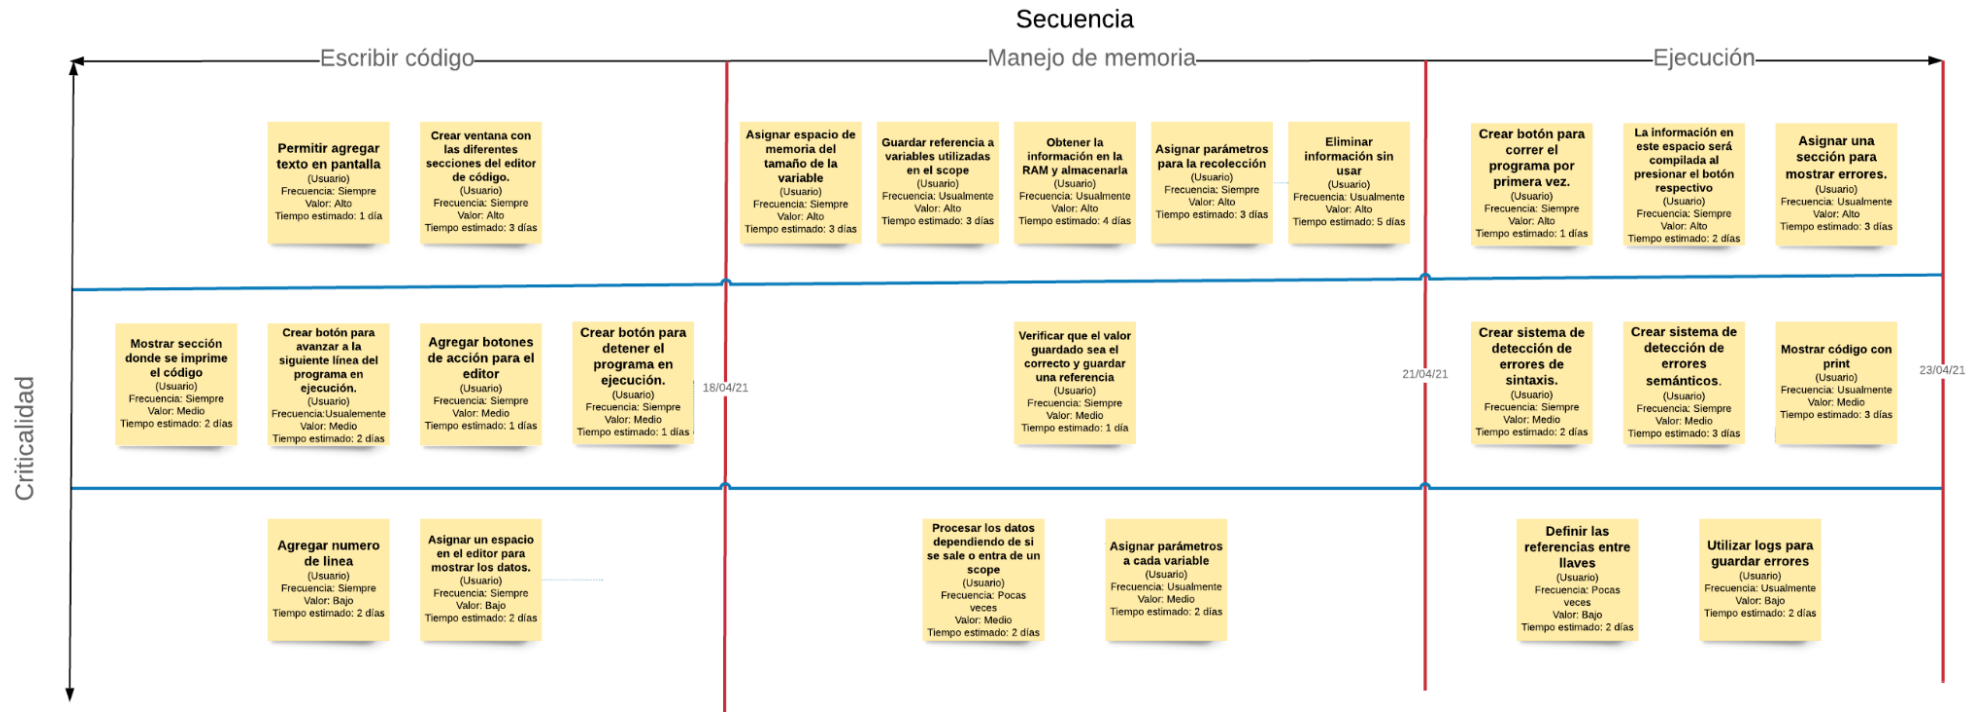 Secuencia
Escribir código
Manejo de memoria
Ejecución
Criticalidad
Permitir agregar
texto en pantalla
(Usuario)
Frecuencia: Siempre
Valor: Alto
Tiempo estimado: 1 día
Crear ventana con
las diferentes
secciones del editor
de código.
(Usuario)
Frecuencia: Siempre
Valor: Alto
Tiempo estimado: 3 días
Asignar espacio de
memoria del
tamaño de la
variable
(Usuario)
Frecuencia: Siempre
Valor: Alto
Tiempo estimado: 3 días
Guardar referencia a
variables utilizadas
en el scope
(Usuario)
Frecuencia: Usualmente
Valor: Alto
Tiempo estimado: 3 días
Obtener la
información en la
RAM y almacenarla
(Usuario)
Frecuencia: Usualmente
Valor: Alto
Tiempo estimado: 4 días
Asignar parámetros
para la recolección
(Usuario)
Frecuencia: Siempre
Valor: Alto
Tiempo estimado: 3 días
Eliminar
información sin
usar
(Usuario)
Frecuencia: Usualmente
Valor: Alto
Tiempo estimado: 5 días
Crear botón para
correr el
programa por
primera vez.
(Usuario)
Frecuencia: Siempre
Valor: Alto
Tiempo estimado: 1 días
La información en
este espacio será
compilada al
presionar el botón
respectivo
(Usuario)
Frecuencia: Siempre
Valor: Alto
Tiempo estimado: 2 días
Asignar una
sección para
mostrar errores.
(Usuario)
Frecuencia: Usualmente
Valor: Alto
Tiempo estimado: 3 días
Mostrar sección
donde se imprime
el código
(Usuario)
Frecuencia: Siempre
Valor: Medio
Tiempo estimado: 2 días
Crear botón para
avanzar a la
siguiente línea del
programa en
ejecución.
(Usuario)
Frecuencia:Usualemente
Valor: Medio
Tiempo estimado: 2 días
Agregar botones
de acción para el
editor
(Usuario)
Frecuencia: Siempre
Valor: Medio
Tiempo estimado: 1 días
Crear botón para
detener el
programa en
ejecución.
(Usuario)
Frecuencia: Siempre
Valor: Medio
Tiempo estimado: 1 días
18/04/21
Verificar que el valor
guardado sea el
correcto y guardar
una referencia
(Usuario)
Frecuencia: Siempre
Valor: Medio
Tiempo estimado: 1 día
21/04/21
Crear sistema de
detección de
errores de
sintaxis.
(Usuario)
Frecuencia: Siempre
Valor: Medio
Tiempo estimado: 2 días
Crear sistema de
detección de
errores
semánticos.
(Usuario)
Frecuencia: Siempre
Valor: Medio
Tiempo estimado: 3 días
Mostrar código con
print
(Usuario)
Frecuencia: Usualmente
Valor: Medio
Tiempo estimado: 3 días
23/04/21
Agregar numero
de linea
(Usuario)
Frecuencia: Siempre
Valor: Bajo
Tiempo estimado: 2 días
Asignar un espacio
en el editor para
mostrar los datos.
(Usuario)
Frecuencia: Siempre
Valor: Bajo
Tiempo estimado: 2 días
Procesar los datos
dependiendo de si
se sale o entra de un
scope
(Usuario)
Frecuencia: Pocas
veces
Valor: Medio
Tiempo estimado: 2 días
Asignar parámetros
a cada variable
(Usuario)
Frecuencia: Usualmente
Valor: Medio
Tiempo estimado: 2 días
Definir las
referencias entre
llaves
(Usuario)
Frecuencia: Pocas
veces
Valor: Bajo
Tiempo estimado: 2 días
Utilizar logs para
guardar errores
(Usuario)
Frecuencia: Usualmente
Valor: Bajo
Tiempo estimado: 2 días